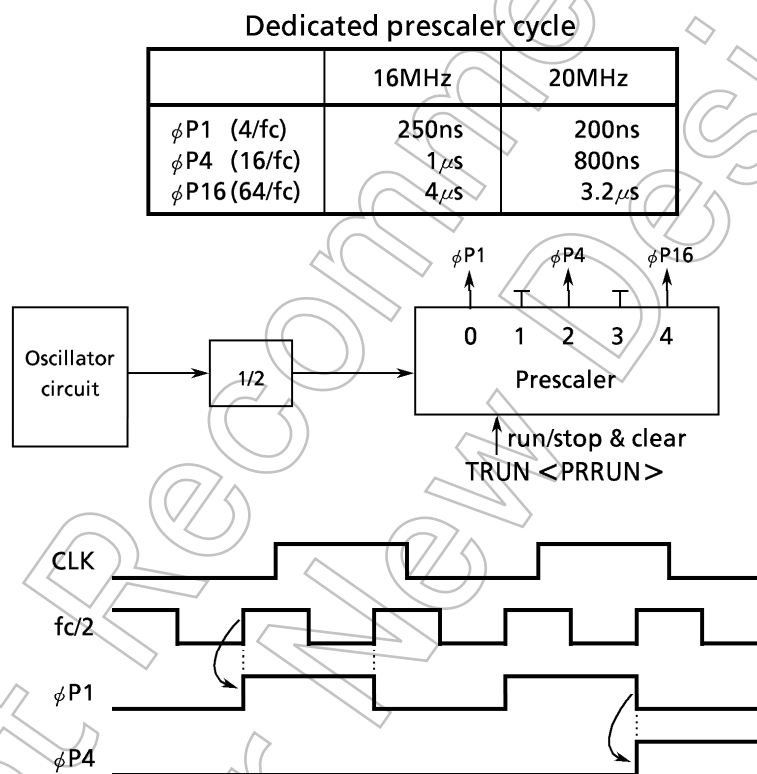 Dedicated prescaler cycle
16MHz 20MHz
φP1 (4/fc) 250ns 200ns
φP4 (16/fc) 1μs 800ns
φP16 (64/fc) 4μs 3.2μs
φP1 φP4 φP16
Oscillator
circuit
1/2
0 1 2 3 4
Prescaler
run/stop & clear
TRUN <PRRUN>
CLK
fc/2
φP1
φP4